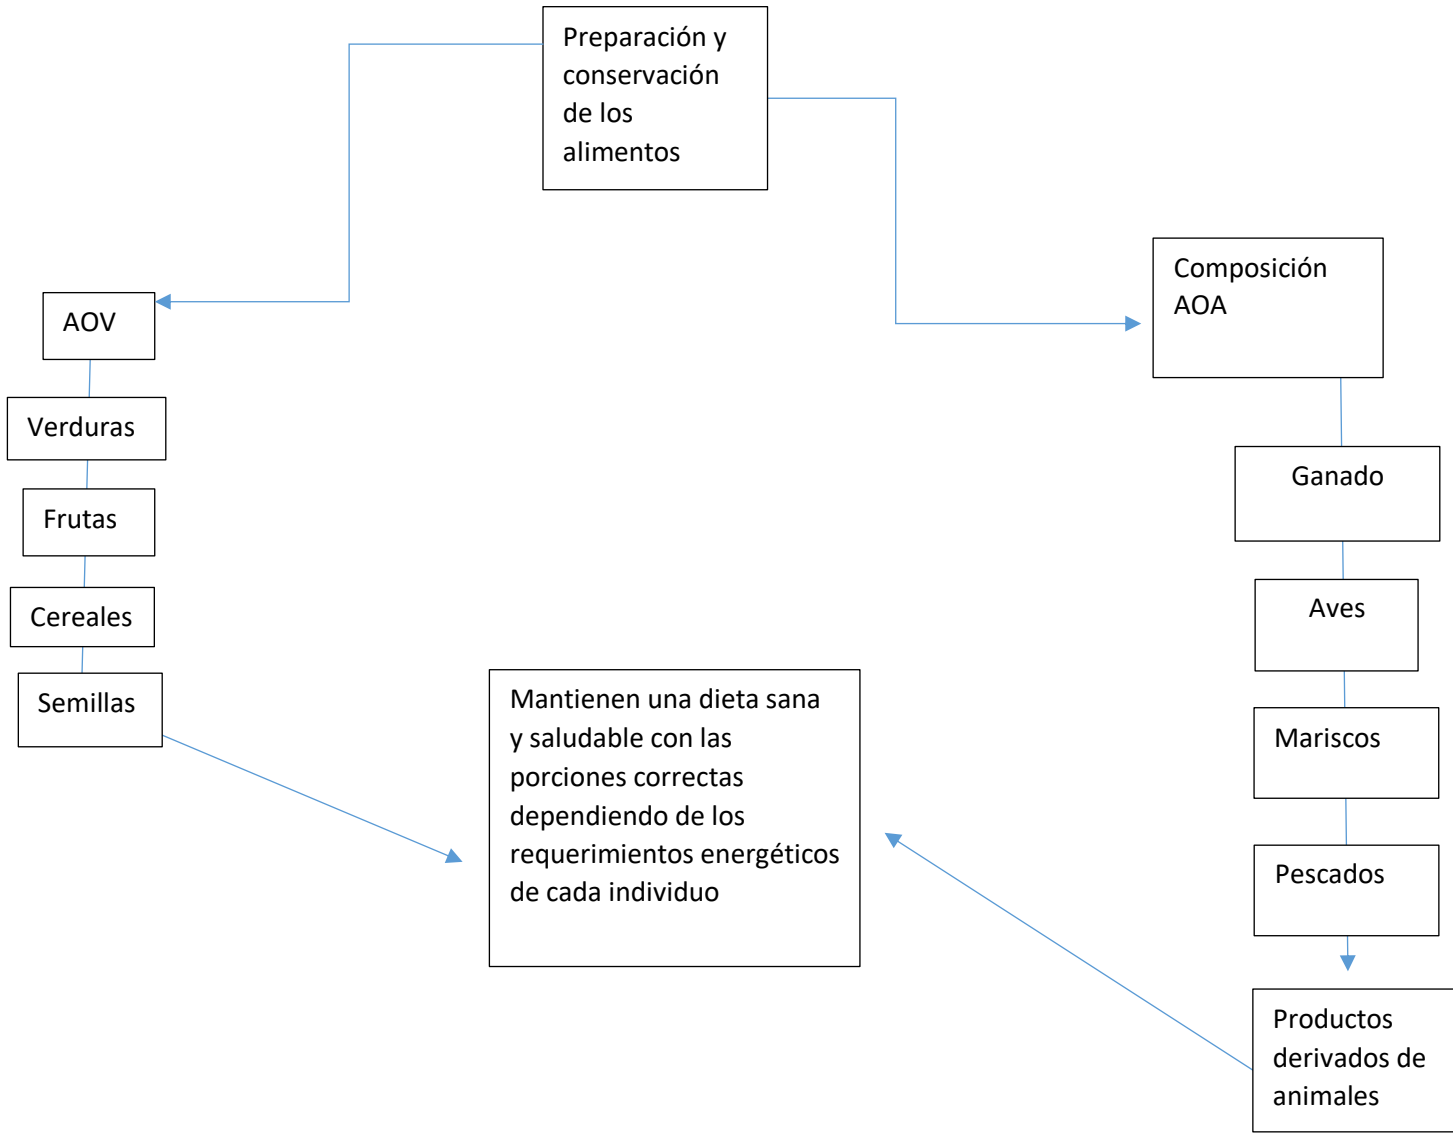 Preparación y
conservación
de los
alimentos
AOV
Verduras
Frutas
Cereales
Semillas
Mantienen una dieta sana
y saludable con las
porciones correctas
dependiendo de los
requerimientos energéticos
de cada individuo
Composición
AOA
Ganado
Aves
Mariscos
Pescados
Productos
derivados de
animales